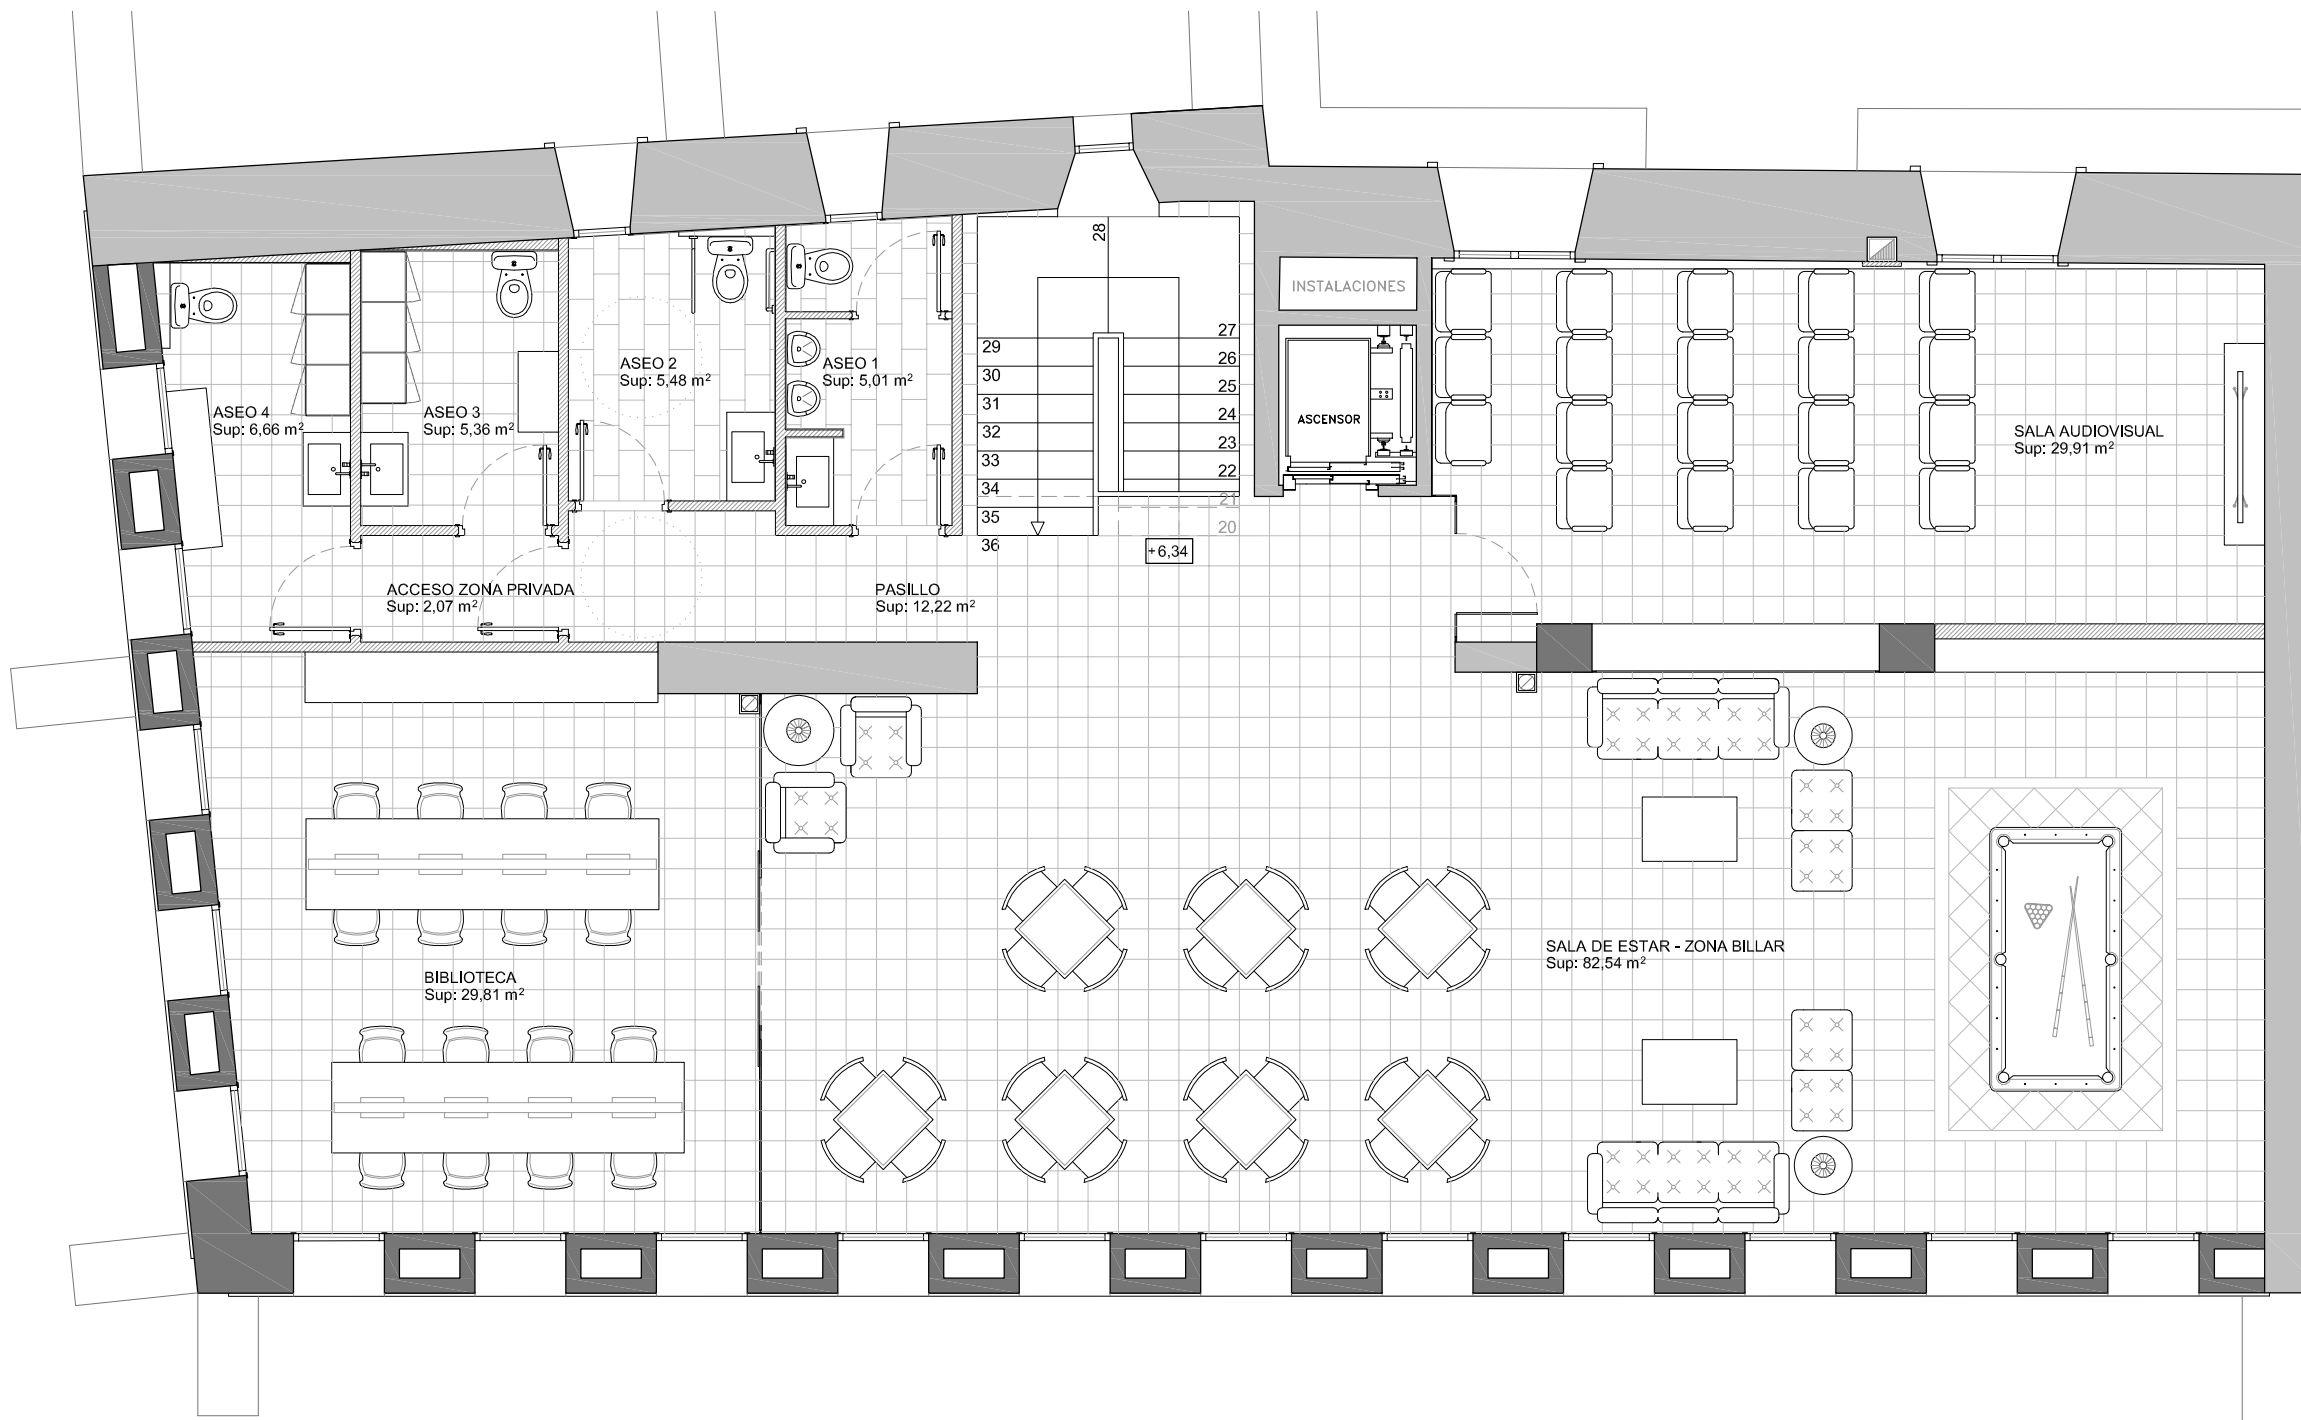 28
INSTALACIONES
27
29
26
ASEO 2
Sup: 5,48 m²
ASEO 1
Sup: 5,01 m²
30
25
31
24
ASEO 4
Sup: 6,66 m²
ASEO 3
Sup: 5,36 m²
ASCENSOR
32
23
SALA AUDIOVISUAL
Sup: 29,91 m²
33
22
34
21
35
20
36
+6,34
ACCESO ZONA PRIVADA
Sup: 2,07 m²
PASILLO
Sup: 12,22 m²
SALA DE ESTAR - ZONA BILLAR
Sup: 82,54 m²
BIBLIOTECA
Sup: 29,81 m²